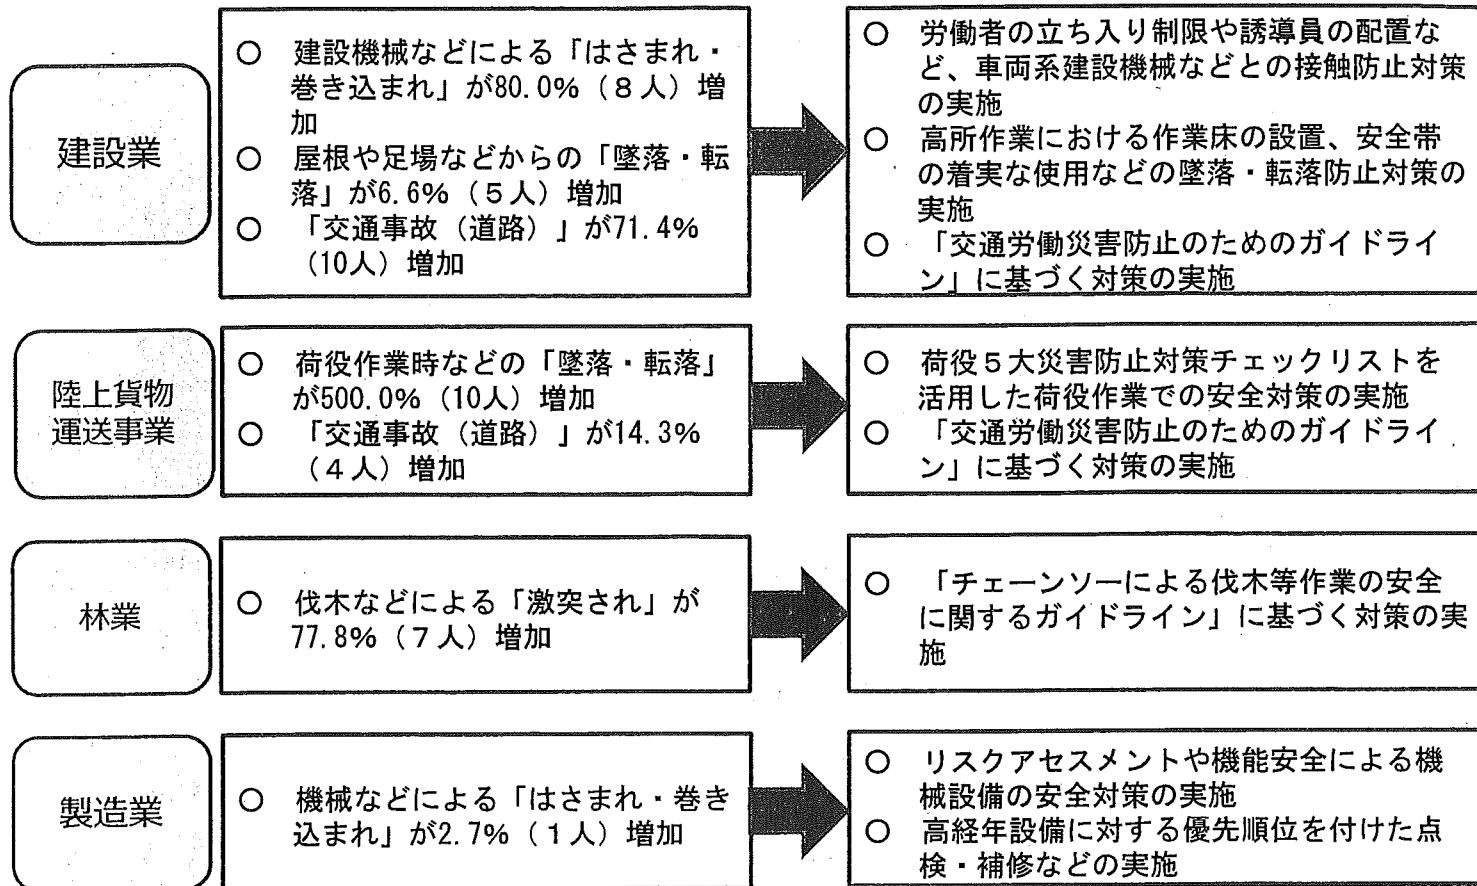 建設業
○ 建設機械などによる「はさまれ・
巻き込まれ」が80.0%（８人）増
加
○ 屋根や足場などからの「墜落・転
落」が6.6%（５人）増加
○ 「交通事故（道路）」が71.4%
（10人）増加
○ 労働者の立ち入り制限や誘導員の配置な
ど、車両系建設機械などとの接触防止対策
の実施
○ 高所作業における作業床の設置、安全帯
の着実な使用などの墜落・転落防止対策の
実施
○ 「交通労働災害防止のためのガイドライ
ン」に基づく対策の実施
陸上貨物
運送事業
○ 荷役作業時などの「墜落・転落」
が500.0%（10人）増加
○ 「交通事故（道路）」が14.3%
（４人）増加
○ 荷役５大災害防止対策チェックリストを
活用した荷役作業での安全対策の実施
○ 「交通労働災害防止のためのガイドライ
ン」に基づく対策の実施
林業
○ 伐木などによる「激突され」が
77.8%（７人）増加
○ 「チェーンソーによる伐木等作業の安全
に関するガイドライン」に基づく対策の実
施
製造業
○ 機械などによる「はさまれ・巻き
込まれ」が2.7%（１人）増加
○ リスクアセスメントや機能安全による機
械設備の安全対策の実施
○ 高経年設備に対する優先順位を付けた点
検・補修などの実施